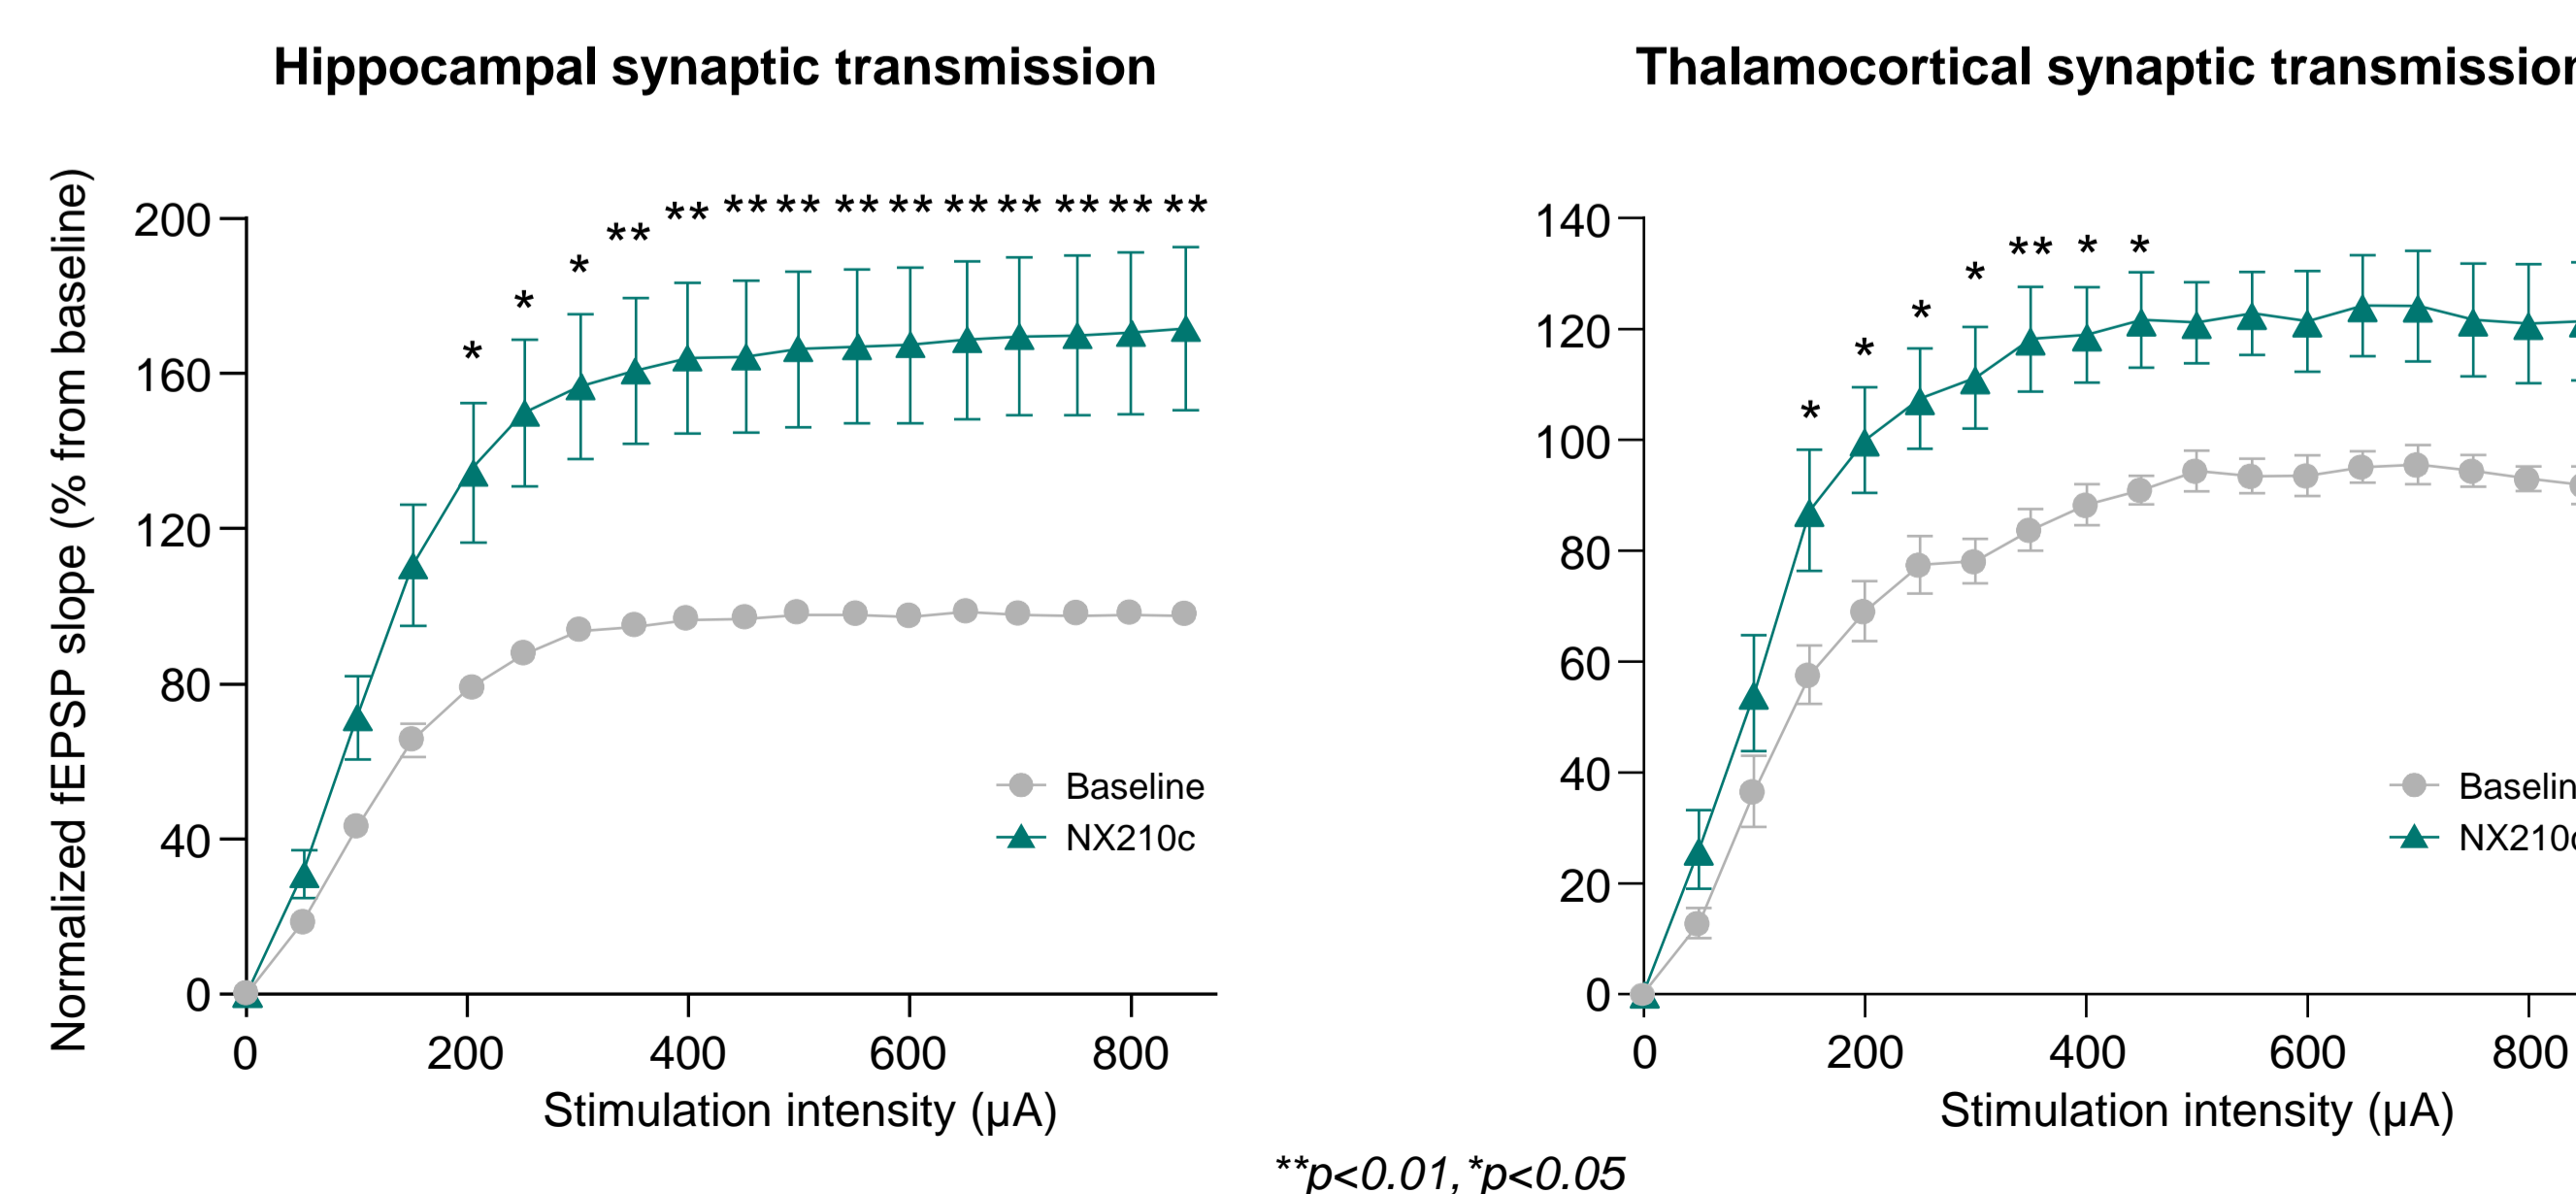 Hippocampal synaptic transmission
Normalized fEPSP slope (% from baseline)
200
160
120
80
40
0
* * * ** ** ** ** ** ** ** ** ** ** **
Baseline
NX210c
0 200 400 600 800
Stimulation intensity (µA)
Thalamocortical synaptic transmission
140
120
100
80
60
40
20
0
* * * * ** * *
Baselin
NX210c
0 200 400 600 800
Stimulation intensity (µA)
**p<0.01,*p<0.05